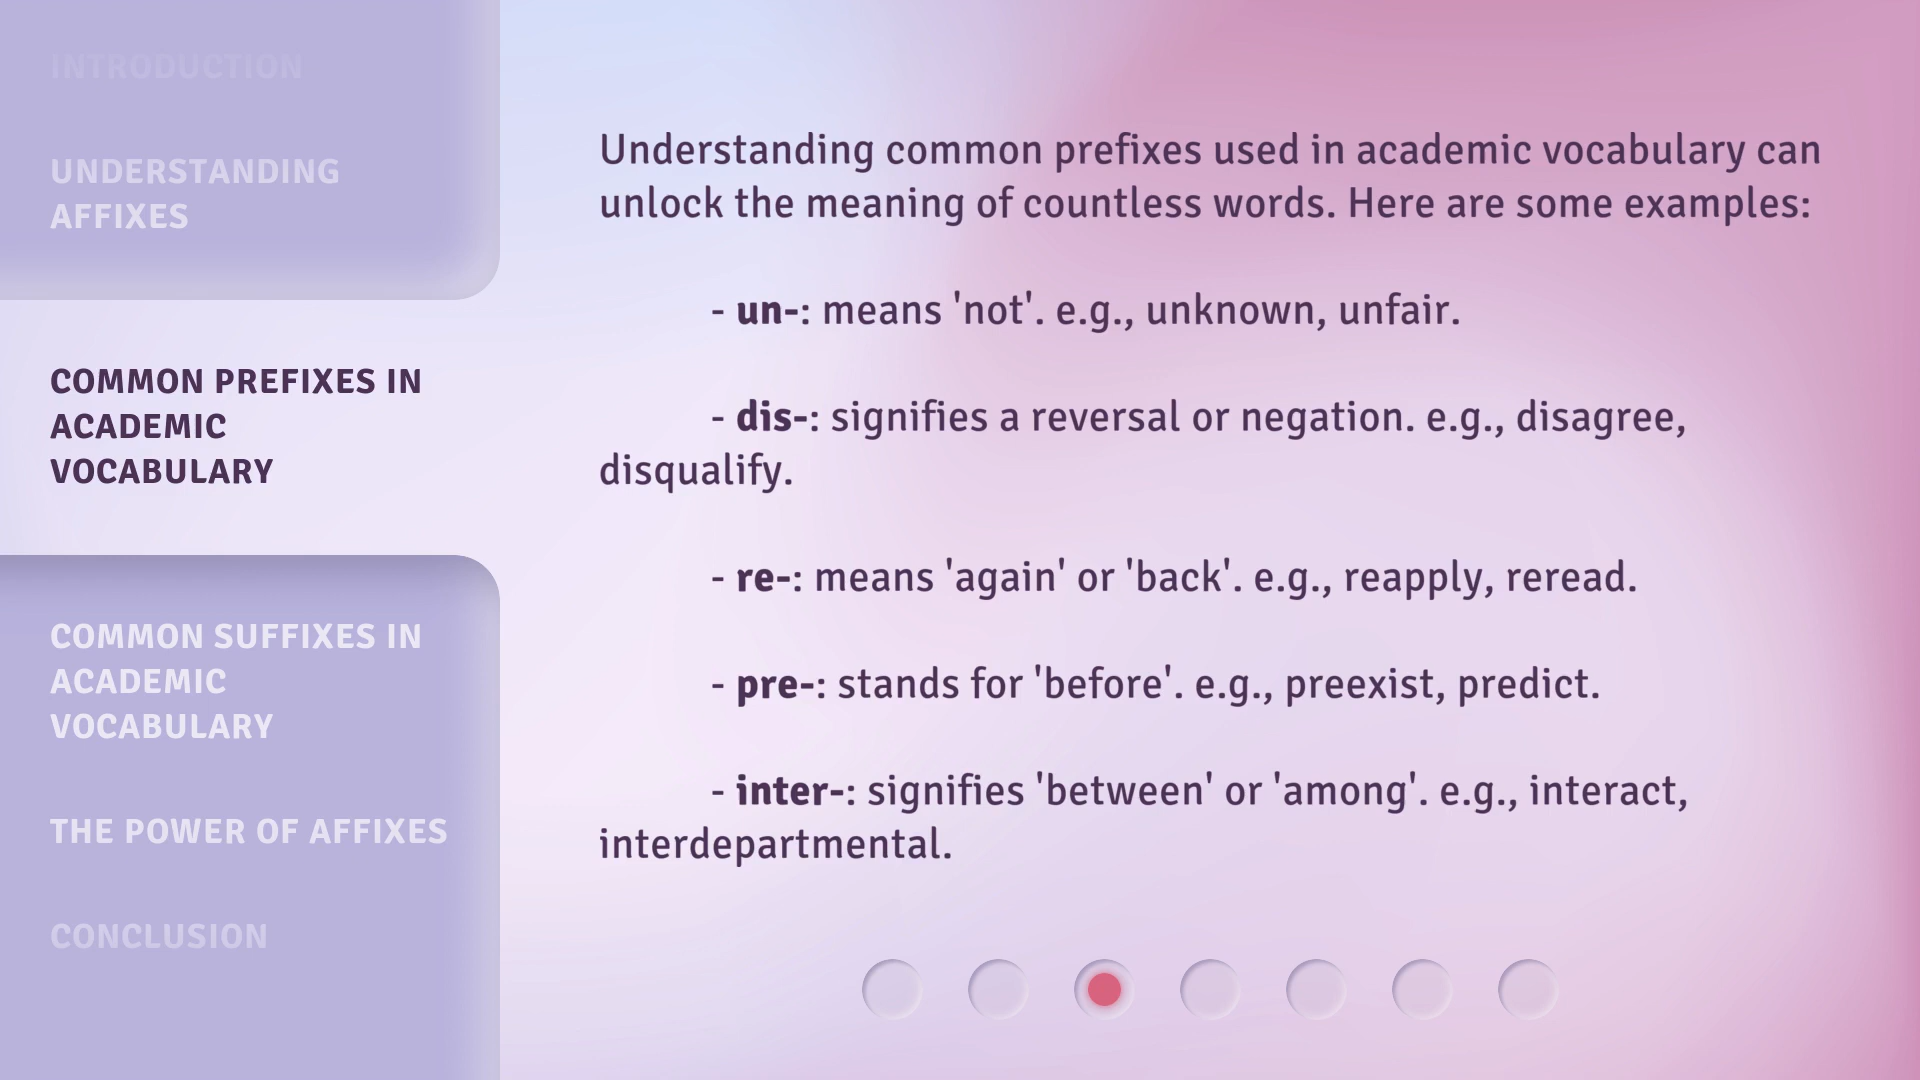 INTRODUCTION
UNDERSTANDING
AFFIXES
COMMON PREFIXES IN
ACADEMIC
VOCABULARY
COMMON SUFFIXES IN
ACADEMIC
VOCABULARY
THE POWER OF AFFIXES
CONCLUSION
Understanding common prefixes used in academic vocabulary can
unlock the meaning of countless words. Here are some examples:
- un-: means 'not'. e.g., unknown, unfair.
- dis-: signifies a reversal or negation. e.g., disagree,
disqualify.
- re-: means 'again' or 'back'. e.g., reapply, reread.
- pre-: stands for 'before'. e.g., preexist, predict.
- inter-: signifies 'between' or 'among'. e.g., interact,
interdepartmental.